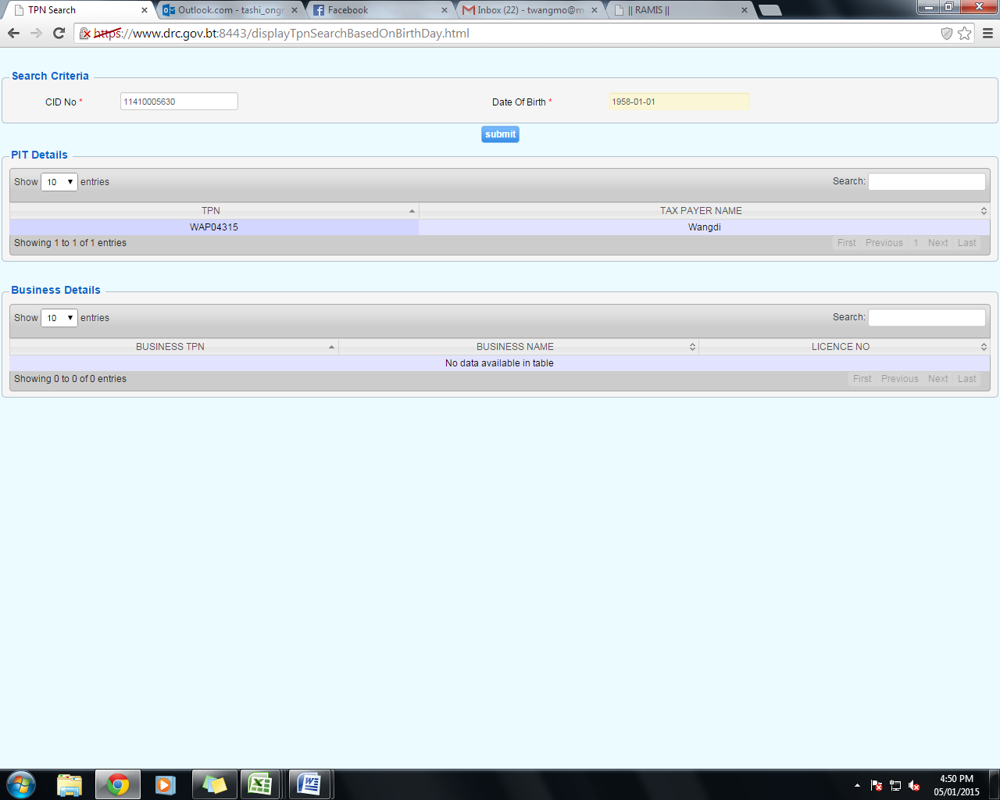 TPN Search
Outlook.com - tashi_ong
Facebook
Inbox (22) - twangmo@m
|| RAMIS ||
https://www.drc.gov.bt:8443/displayTpnSearchBasedOnBirthDay.html
Search Criteria
CID No * 11410005630 Date Of Birth * 1958-01-01
submit
PIT Details
Show 10 entries Search:
TPN TAX PAYER NAME
WAP04315 Wangdi
Showing 1 to 1 of 1 entries First Previous 1 Next Last
Business Details
Show 10 entries Search:
BUSINESS TPN BUSINESS NAME LICENCE NO
No data available in table
Showing 0 to 0 of 0 entries First Previous Next Last
4:50 PM
05/01/2015